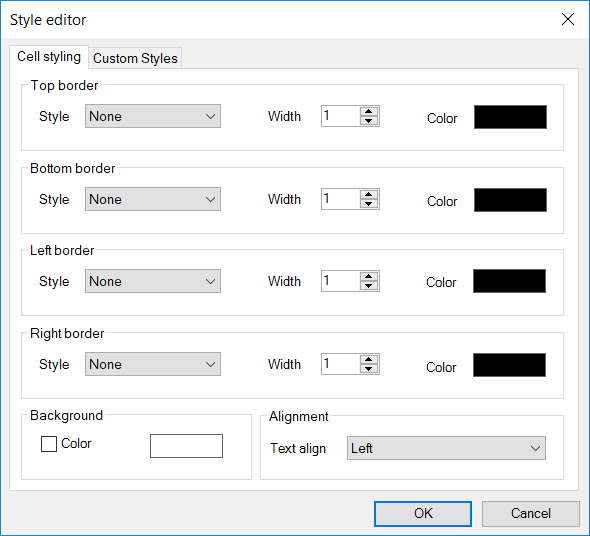 Style editor
Cell styling Custom Styles
Top border
Style None Width 1 Color
Bottom border
Style None Width 1 Color
Left border
Style None Width 1 Color
Right border
Style None Width 1 Color
Background Alignment
Color Text align Left
OK Cancel